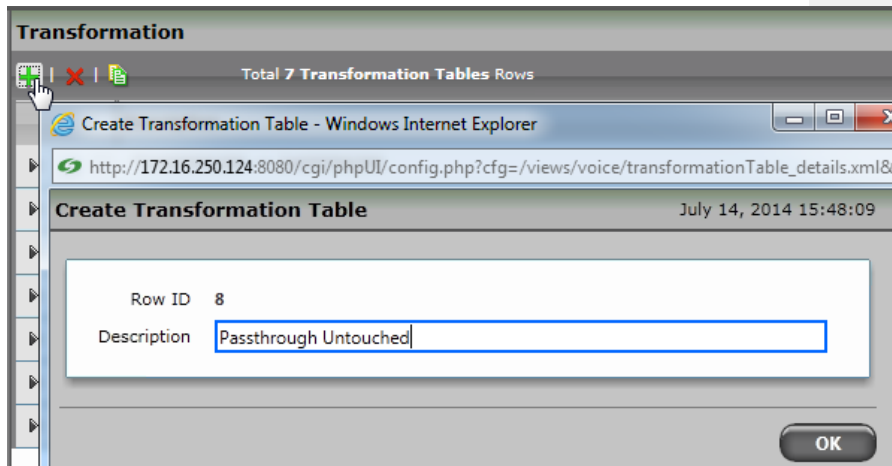 Transformation
Total 7 Transformation Tables Rows
Create Transformation Table - Windows Internet Explorer
http://172.16.250.124:8080/cgi/phpUI/config.php?cfg=/views/voice/transformationTable_details.xml&
Create Transformation Table July 14, 2014 15:48:09
Row ID 8
Description Passthrough Untouched
OK